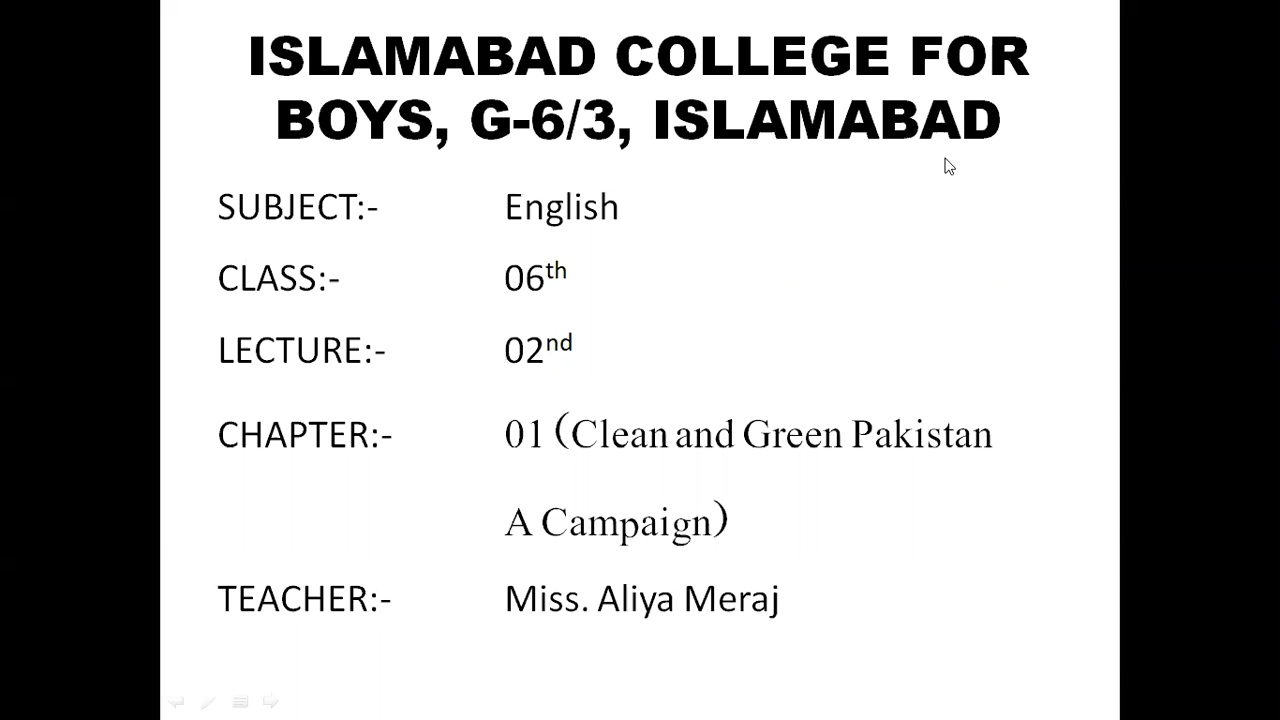 ISLAMABAD COLLEGE FOR
BOYS, G-6/3, ISLAMABAD
SUBJECT:- English
CLASS:- 06th
LECTURE:- 02nd
CHAPTER:- 01 (Clean and Green Pakistan
A Campaign)
TEACHER:- Miss. Aliya Meraj